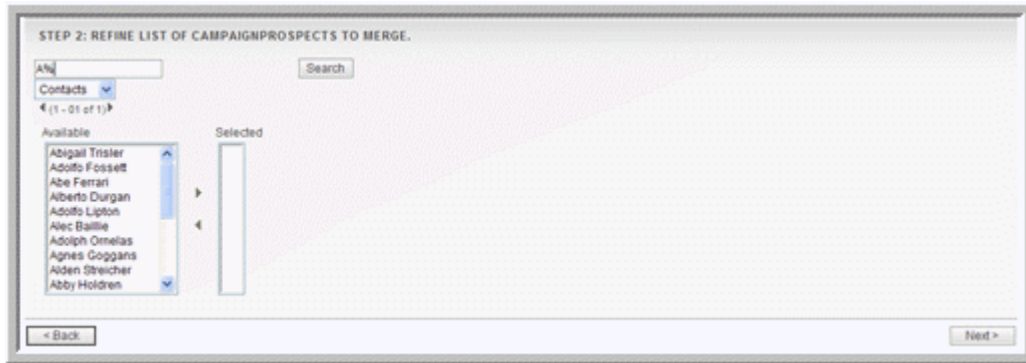 STEP 2: REFINE LIST OF CAMPAIGNPROSPECTS TO MERGE.
A% Search
Contacts
(1 - 01 of 1)
Available Selected
Abigail Trisler
Adolfo Fossett
Abe Ferrari
Alberto Durgan
Adolfo Lipton
Alec Baillie
Adolph Ornelas
Agnes Goggans
Alden Streicher
Abby Holdren
< Back Next >